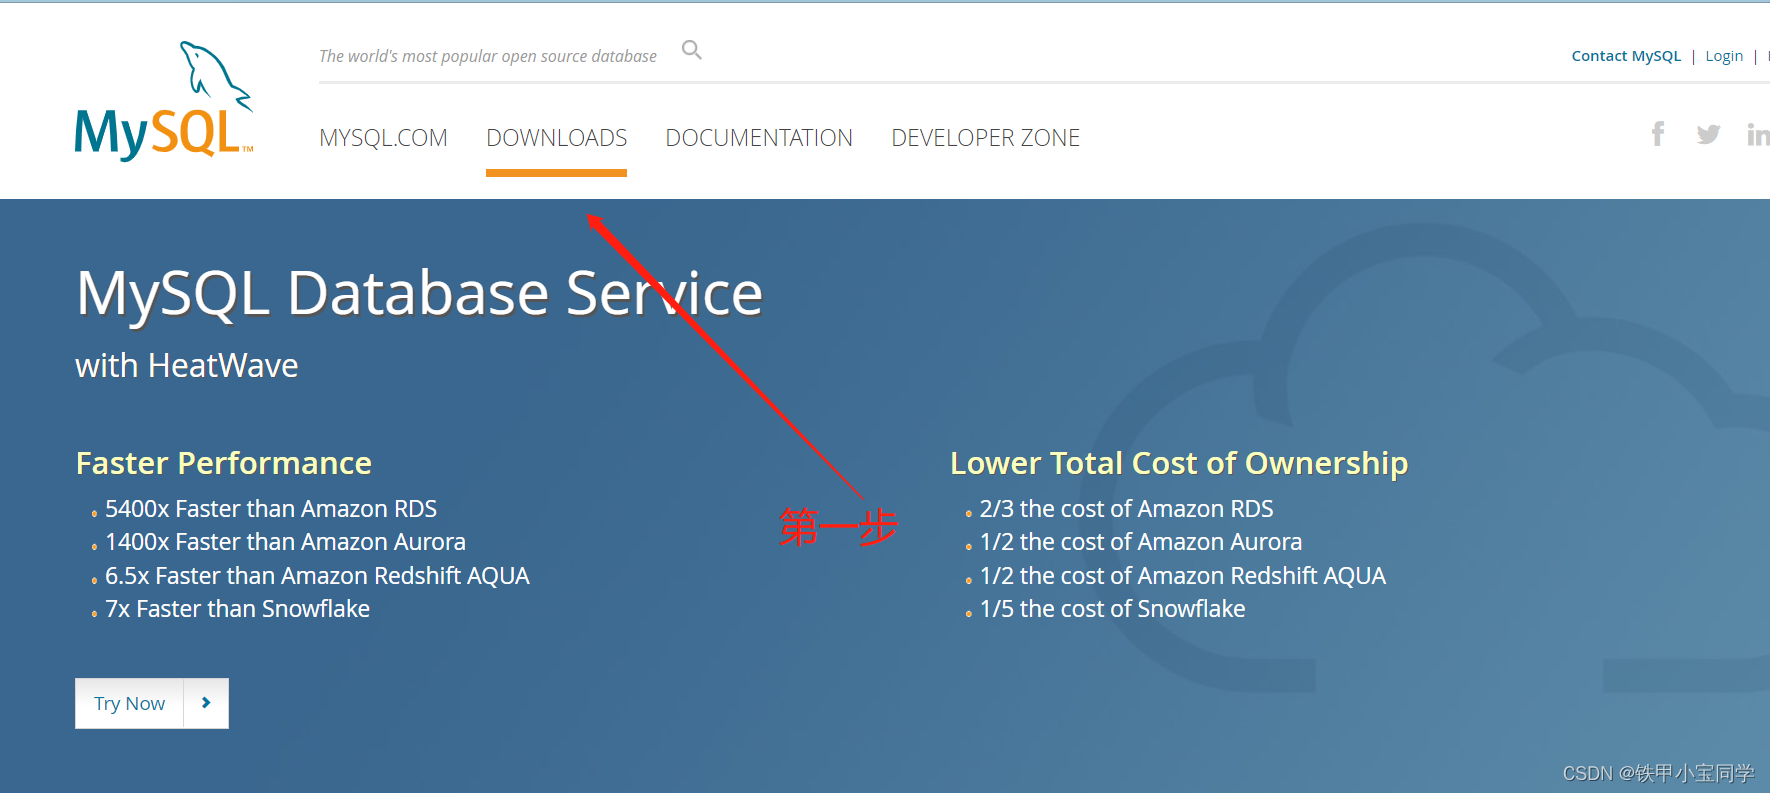 The world's most popular open source database
Contact MySQL | Login |
MySQL™
MYSQL.COM DOWNLOADS DOCUMENTATION DEVELOPER ZONE
MySQL Database Service
with HeatWave
Faster Performance
5400x Faster than Amazon RDS
1400x Faster than Amazon Aurora
6.5x Faster than Amazon Redshift AQUA
7x Faster than Snowflake
Lower Total Cost of Ownership
2/3 the cost of Amazon RDS
1/2 the cost of Amazon Aurora
1/2 the cost of Amazon Redshift AQUA
1/5 the cost of Snowflake
第一步
Try Now
CSDN @铁甲小宝同学